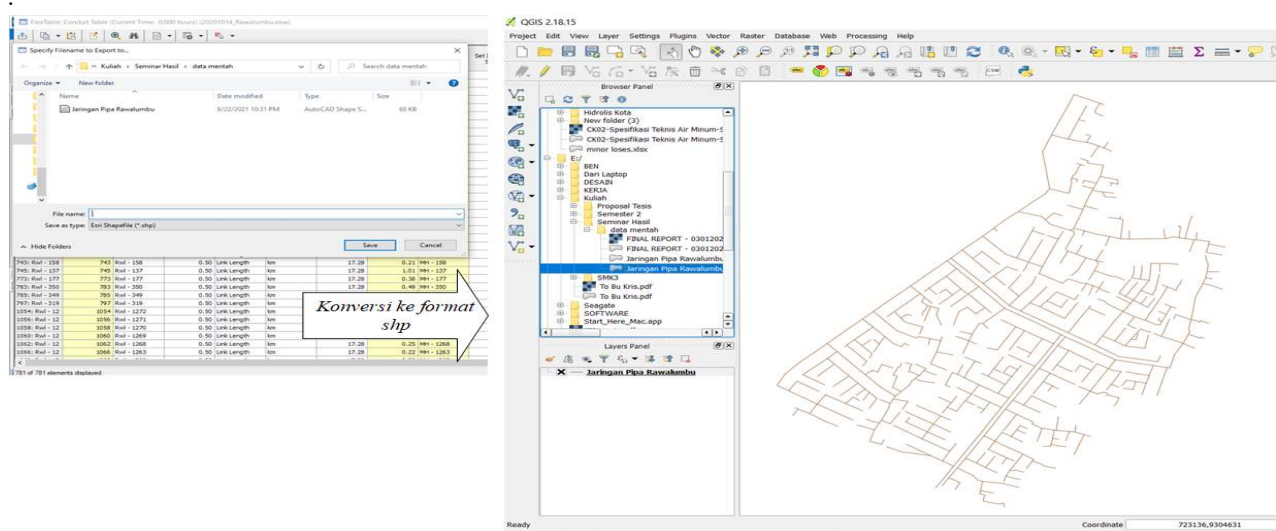 FlexTable: Conduit Table (Current Time: 0.000 hours) (20201014_Rawalumbu.stsw)
Specify Filename to Export to...
Kuliah > Seminar Hasil > data mentah
Search data mentah
Organize
New folder
Name
Date modified
Type
Size
Jaringan Pipa Rewalumbu
6/22/2021 10:31 PM
AutoCAD Shape S...
68 KB
File name:
Save as type: Esri Shapefile (*.shp)
Hide Folders
Save
Cancel
743: Rwl - 158 743 Rwl - 158 0.50 Link Length km 17.28 0.21 MH - 158
745: Rwl - 137 745 Rwl - 137 0.50 Link Length km 17.28 1.01 MH - 137
773: Rwl - 177 773 Rwl - 177 0.50 Link Length km 17.28 0.38 MH - 177
783: Rwl - 350 783 Rwl - 350 0.50 Link Length km 17.28 0.48 MH - 350
785: Rwl - 349 785 Rwl - 349 0.50 Link Length km
797: Rwl - 319 797 Rwl - 319 0.50 Link Length km
1054: Rwl - 12 1054 Rwl - 1272 0.50 Link Length km
1056: Rwl - 12 1056 Rwl - 1271 0.50 Link Length km
1058: Rwl - 12 1058 Rwl - 1270 0.50 Link Length km
1060: Rwl - 12 1060 Rwl - 1269 0.50 Link Length km
1062: Rwl - 12 1062 Rwl - 1268 0.50 Link Length km 17.28 0.25 MH - 1268
1066: Rwl - 12 1066 Rwl - 1263 0.50 Link Length km 17.28 0.22 MH - 1263
781 of 781 elements displayed
Konversi ke format
shp
QGIS 2.18.15
Project Edit View Layer Settings Plugins Vector Raster Database Web Processing Help
Browser Panel
Hidrolis Kota
New folder (3)
CK02-Spesifikasi Teknis Air Minum-S
CK02-Spesifikasi Teknis Air Minum-S
minor loses.xlsx
E:/
BEN
Dari Laptop
DESAIN
KERJA
Kuliah
Proposal Tesis
Semester 2
Seminar Hasil
data mentah
FINAL REPORT - 0301202
FINAL REPORT - 0301202
Jaringan Pipa Rawalumbu
Jaringan Pipa Rawalumbu
SMK3
To Bu Kris.pdf
To Bu Kris.pdf
Seagate
SOFTWARE
Start_Here_Mac.app
Layers Panel
Jaringan Pipa Rawalumbu
Ready
Coordinate 723136,9304631